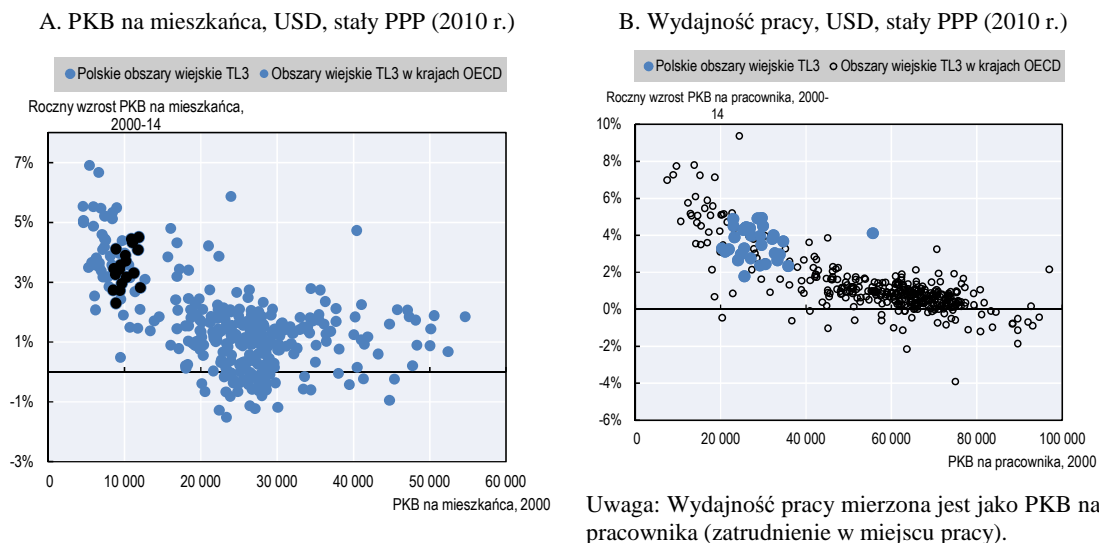 A. PKB na mieszkańca, USD, stały PPP (2010 r.)
Polskie obszary wiejskie TL3 Obszary wiejskie TL3 w krajach OECD
Roczny wzrost PKB na mieszkańca,
2000-14
7%
5%
3%
1%
-1%
-3%
0 10 000 20 000 30 000 40 000 50 000 60 000
PKB na mieszkańca, 2000
B. Wydajność pracy, USD, stały PPP (2010 r.)
Polskie obszary wiejskie TL3 Obszary wiejskie TL3 w krajach OECD
Roczny wzrost PKB na pracownika, 2000-
14
10%
8%
6%
4%
2%
0%
-2%
-4%
-6%
0 20 000 40 000 60 000 80 000 100 000
PKB na pracownika, 2000
Uwaga: Wydajność pracy mierzona jest jako PKB na
pracownika (zatrudnienie w miejscu pracy).